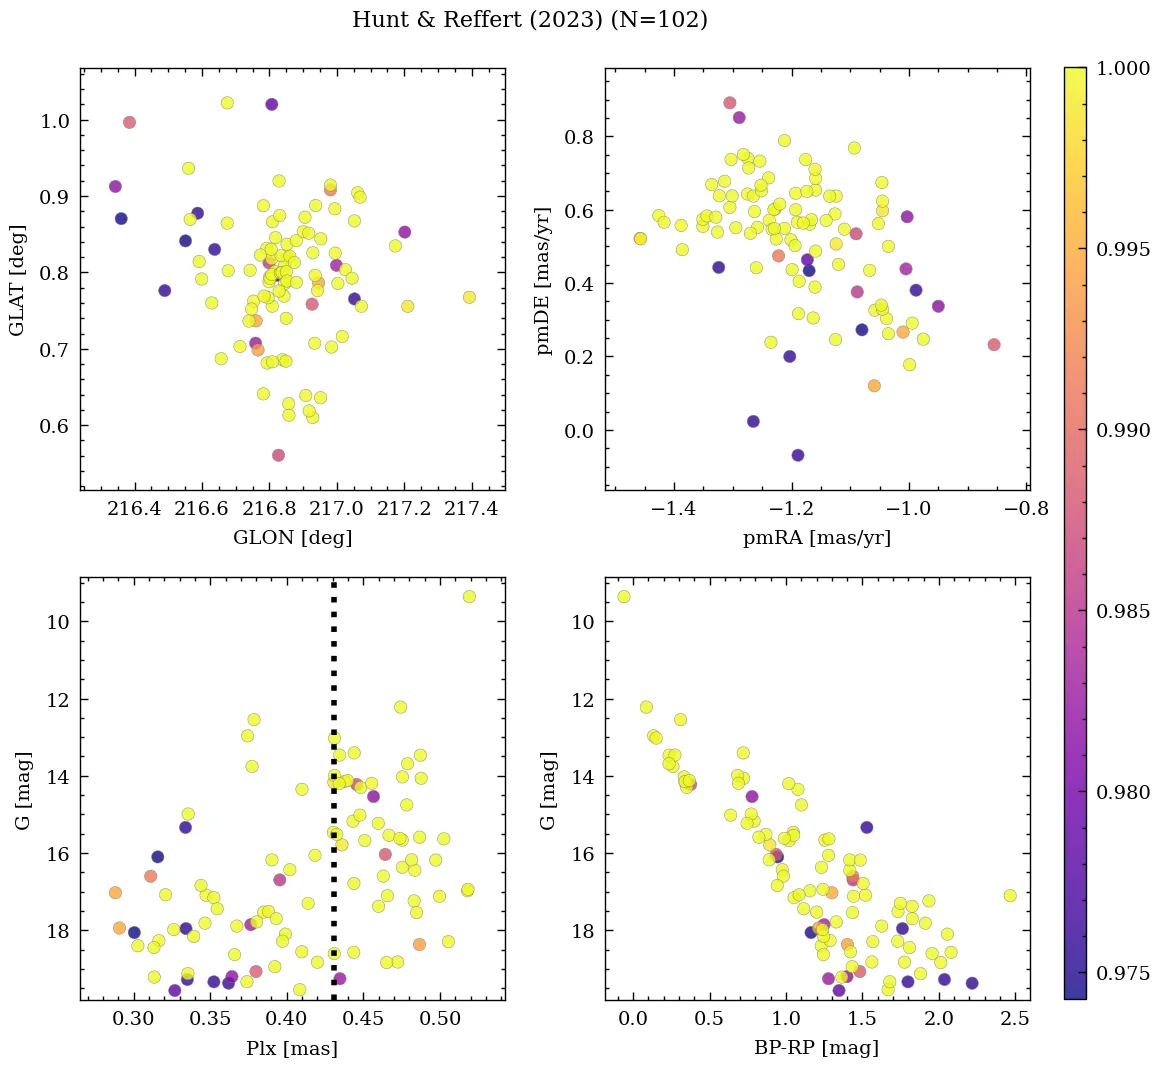 Hunt & Reffert (2023) (N=102)
GLAT [deg]
1.0
0.9
0.8
0.7
0.6
216.4 216.6 216.8 217.0 217.2 217.4
GLON [deg]
pmDE [mas/yr]
0.8
0.6
0.4
0.2
0.0
−1.4 −1.2 −1.0 −0.8
pmRA [mas/yr]
G [mag]
10
12
14
16
18
0.30 0.35 0.40 0.45 0.50
Plx [mas]
G [mag]
10
12
14
16
18
0.0 0.5 1.0 1.5 2.0 2.5
BP-RP [mag]
1.000
0.995
0.990
0.985
0.980
0.975